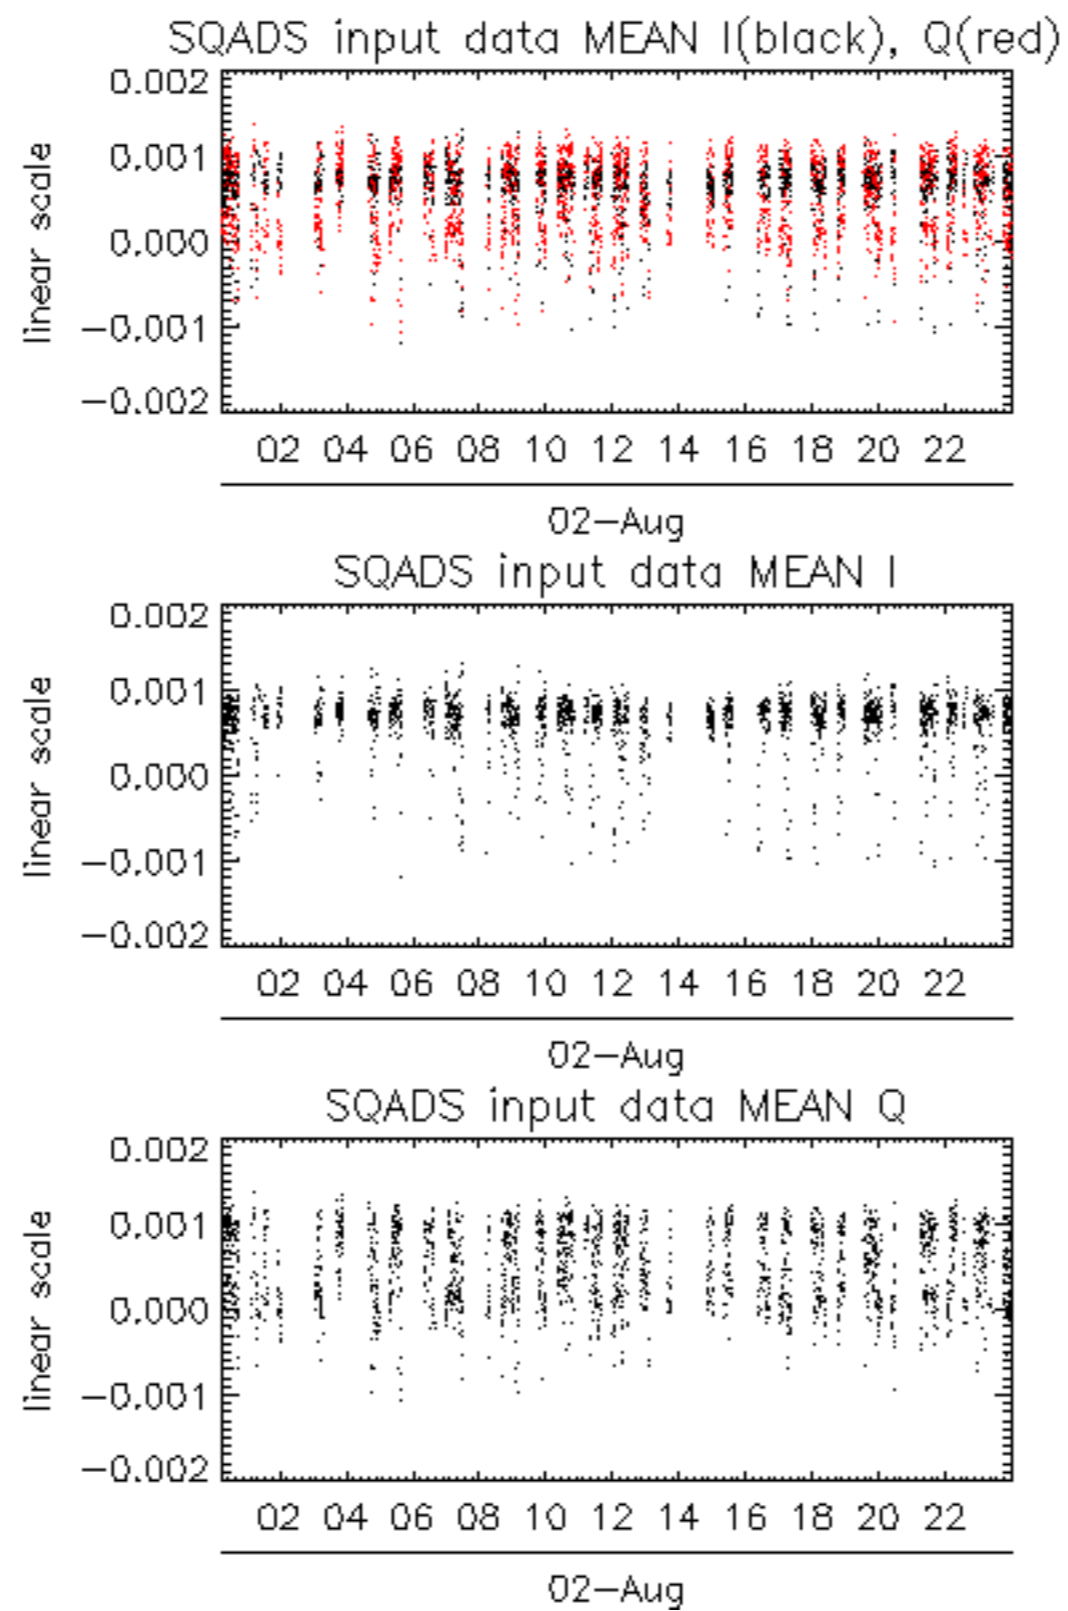 SQADS input data MEAN I(black), Q(red)
0.002
0.001
0.000
−0.001
−0.002
linear scale
02 04 06 08 10 12 14 16 18 20 22
02−Aug
SQADS input data MEAN I
0.002
0.001
0.000
−0.001
−0.002
linear scale
02 04 06 08 10 12 14 16 18 20 22
02−Aug
SQADS input data MEAN Q
0.002
0.001
0.000
−0.001
−0.002
linear scale
02 04 06 08 10 12 14 16 18 20 22
02−Aug